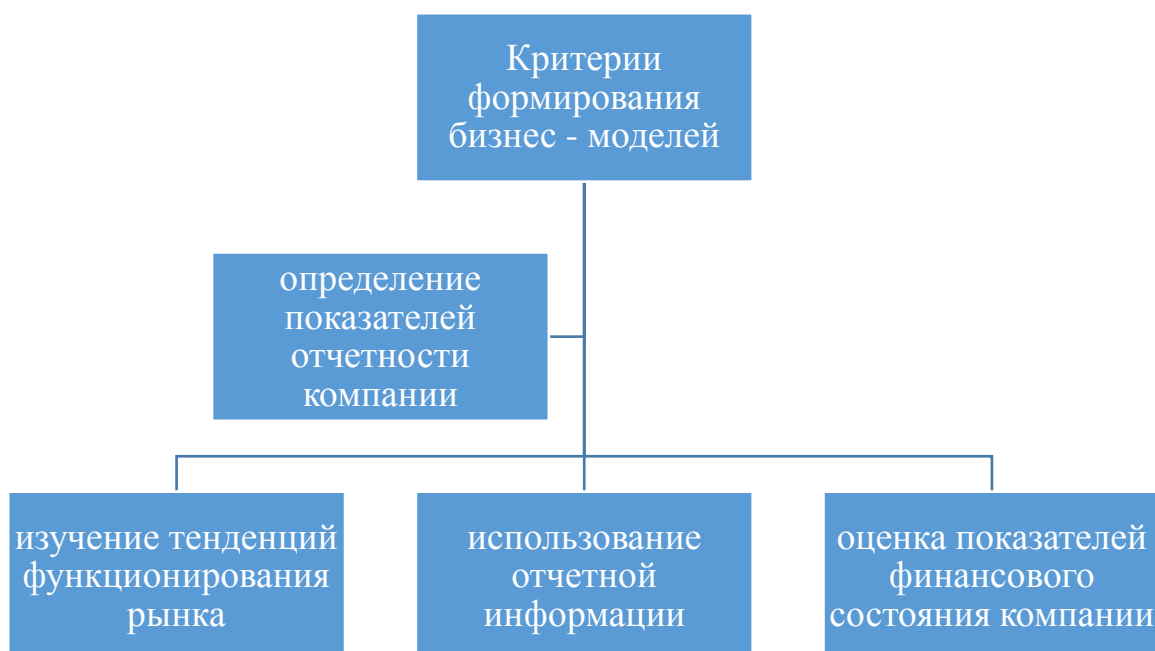 Критерии
формирования
бизнес - моделей
определение
показателей
отчетности
компании
изучение тенденций
функционирования
рынка
использование
отчетной
информации
оценка показателей
финансового
состояния компании